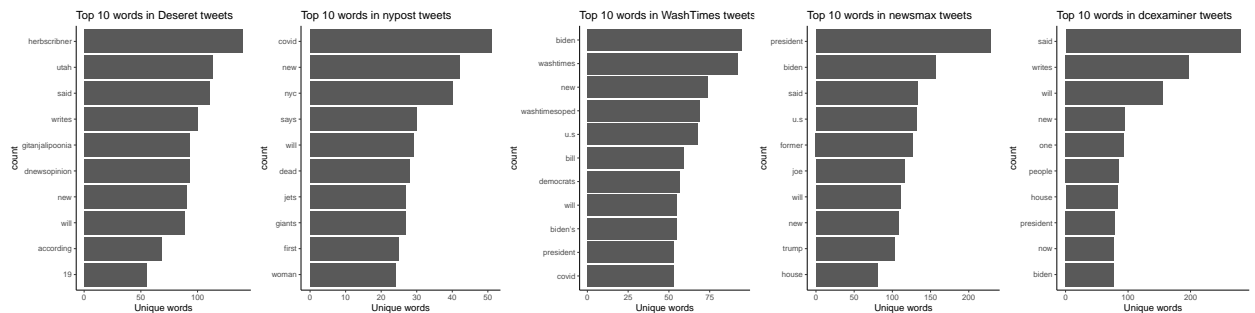 Top 10 words in Deseret tweets
herbscribner
utah
said
writes
gitanjalipoonia
dnewsopinion
new
will
according
19
count
0 50 100
Unique words
Top 10 words in nypost tweets
covid
new
nyc
says
will
dead
jets
giants
first
woman
count
0 10 20 30 40 50
Unique words
Top 10 words in WashTimes tweets
biden
washtimes
new
washtimesoped
u.s
bill
democrats
will
biden's
president
covid
count
0 25 50 75
Unique words
Top 10 words in newsmax tweets
president
biden
said
u.s
former
joe
will
new
trump
house
count
0 50 100 150 200
Unique words
Top 10 words in dcexaminer tweets
said
writes
will
new
one
people
house
president
now
biden
count
0 100 200
Unique words